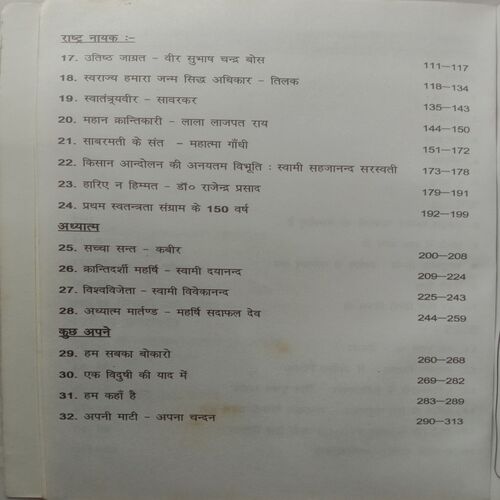 राष्ट्र नायक :–
17. उतिष्ठ जाग्रत – वीर सुभाष चन्द्र बोस 111–117
18. स्वराज्य हमारा जन्म सिद्ध अधिकार – तिलक 118–134
19. स्वातंत्र्यवीर – सावरकर 135–143
20. महान क्रान्तिकारी – लाला लाजपत राय 144–150
21. साबरमती के संत – महात्मा गाँधी 151–172
22. किसान आन्दोलन की अनयतम विभूति : स्वामी सहजानन्द सरस्वती 173–178
23. हारिए न हिम्मत – डॉ० राजेन्द्र प्रसाद 179–191
24. प्रथम स्वतन्त्रता संग्राम के 150 वर्ष 192–199
अध्यात्म
25. सच्चा सन्त – कबीर 200–208
26. क्रान्तिदर्शी महर्षि – स्वामी दयानन्द 209–224
27. विश्वविजेता – स्वामी विवेकानन्द 225–243
28. अध्यात्म मार्तण्ड – महर्षि सदाफल देव 244–259
कुछ अपने
29. हम सबका बोकारो 260–268
30. एक विदुषी की याद में 269–282
31. हम कहाँ है 283–289
32. अपनी माटी – अपना चन्दन 290–313